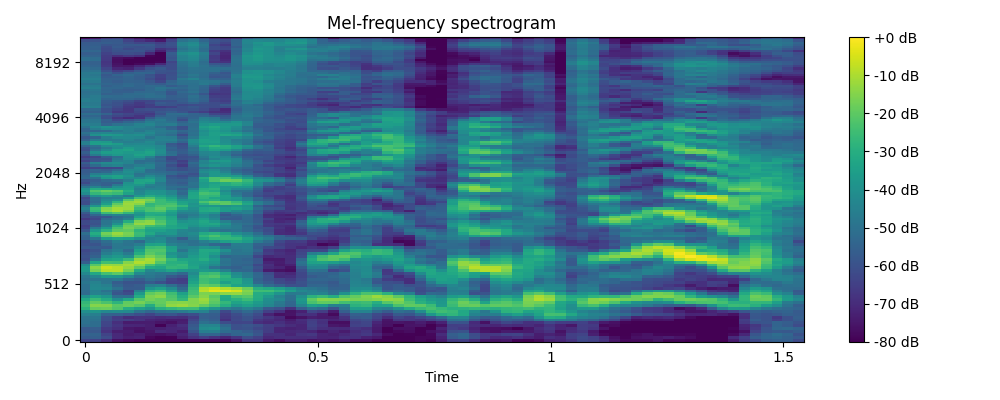 Mel-frequency spectrogram
Hz
8192
4096
2048
1024
512
0
0
0.5
1
1.5
Time
+0 dB
-10 dB
-20 dB
-30 dB
-40 dB
-50 dB
-60 dB
-70 dB
-80 dB